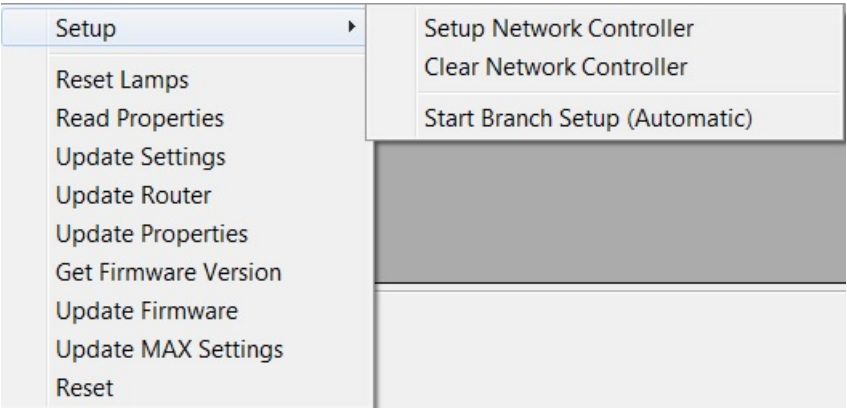 Setup
Setup Network Controller
Clear Network Controller
Start Branch Setup (Automatic)
Reset Lamps
Read Properties
Update Settings
Update Router
Update Properties
Get Firmware Version
Update Firmware
Update MAX Settings
Reset